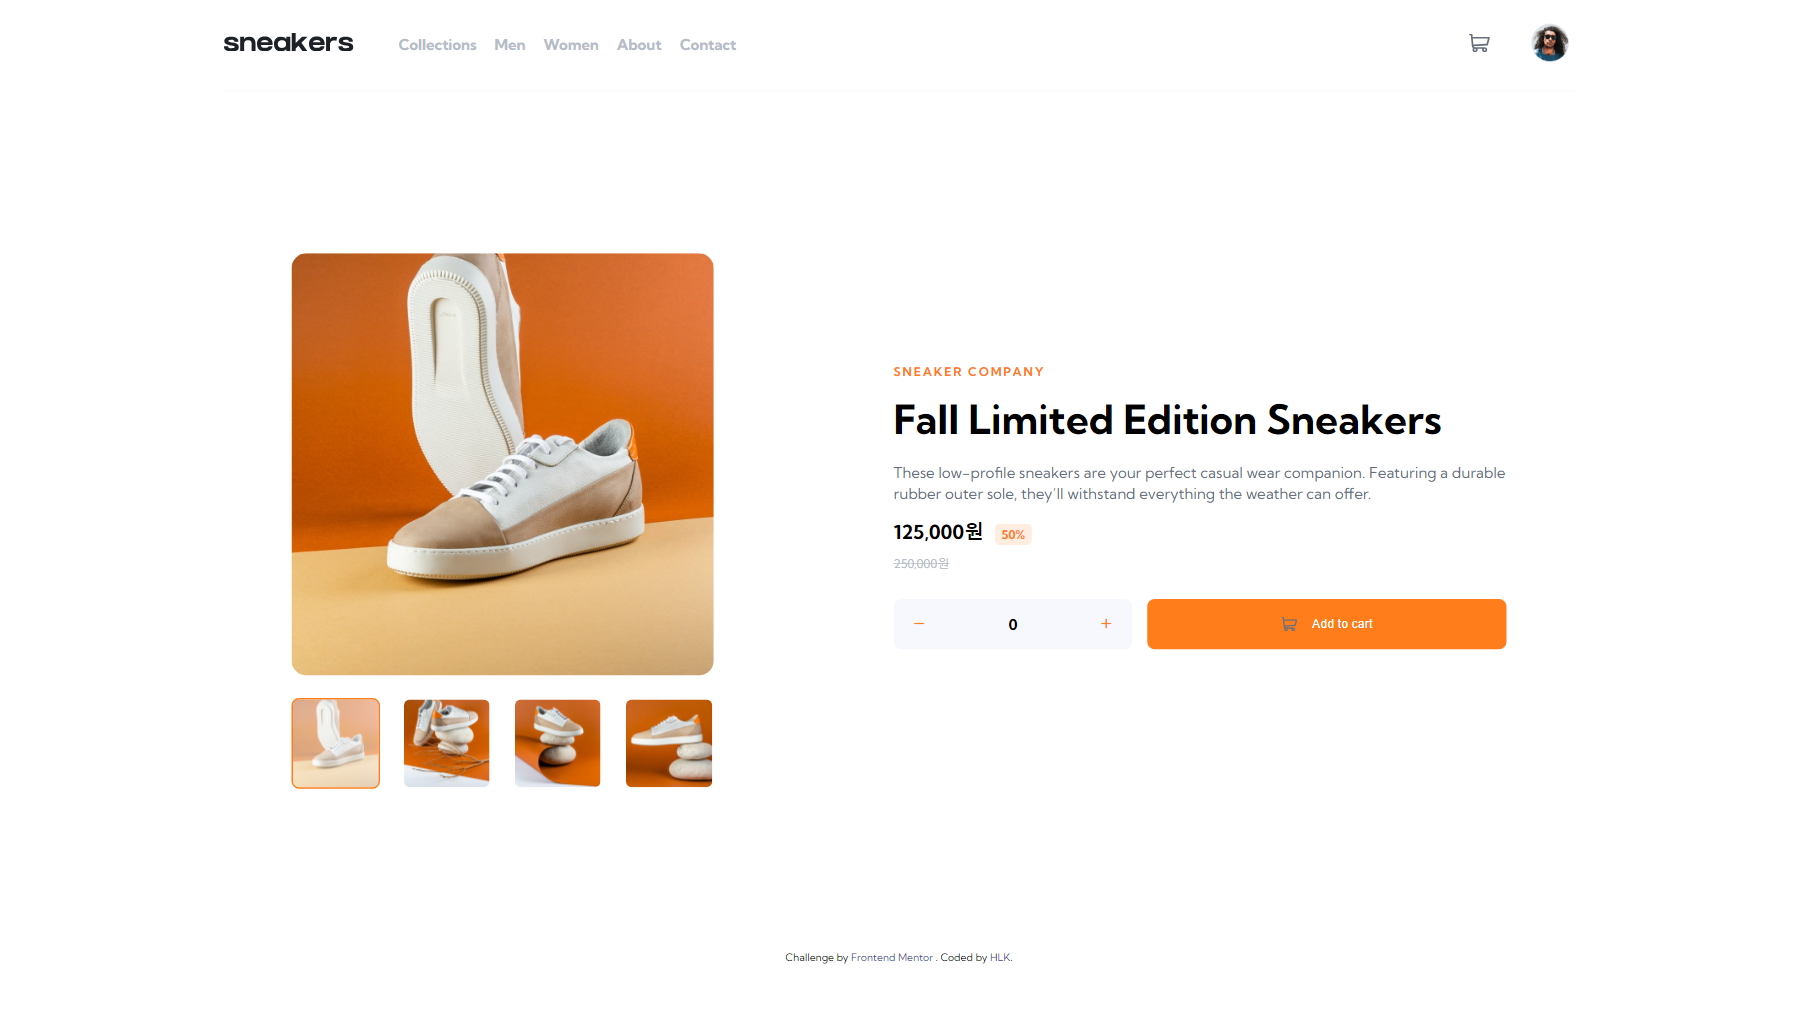 sneakers
Collections Men Women About Contact
SNEAKER COMPANY
Fall Limited Edition Sneakers
These low-profile sneakers are your perfect casual wear companion. Featuring a durable
rubber outer sole, they’ll withstand everything the weather can offer.
125,000원 50%
250,000원
− 0 +
Add to cart
Challenge by Frontend Mentor . Coded by HLK.